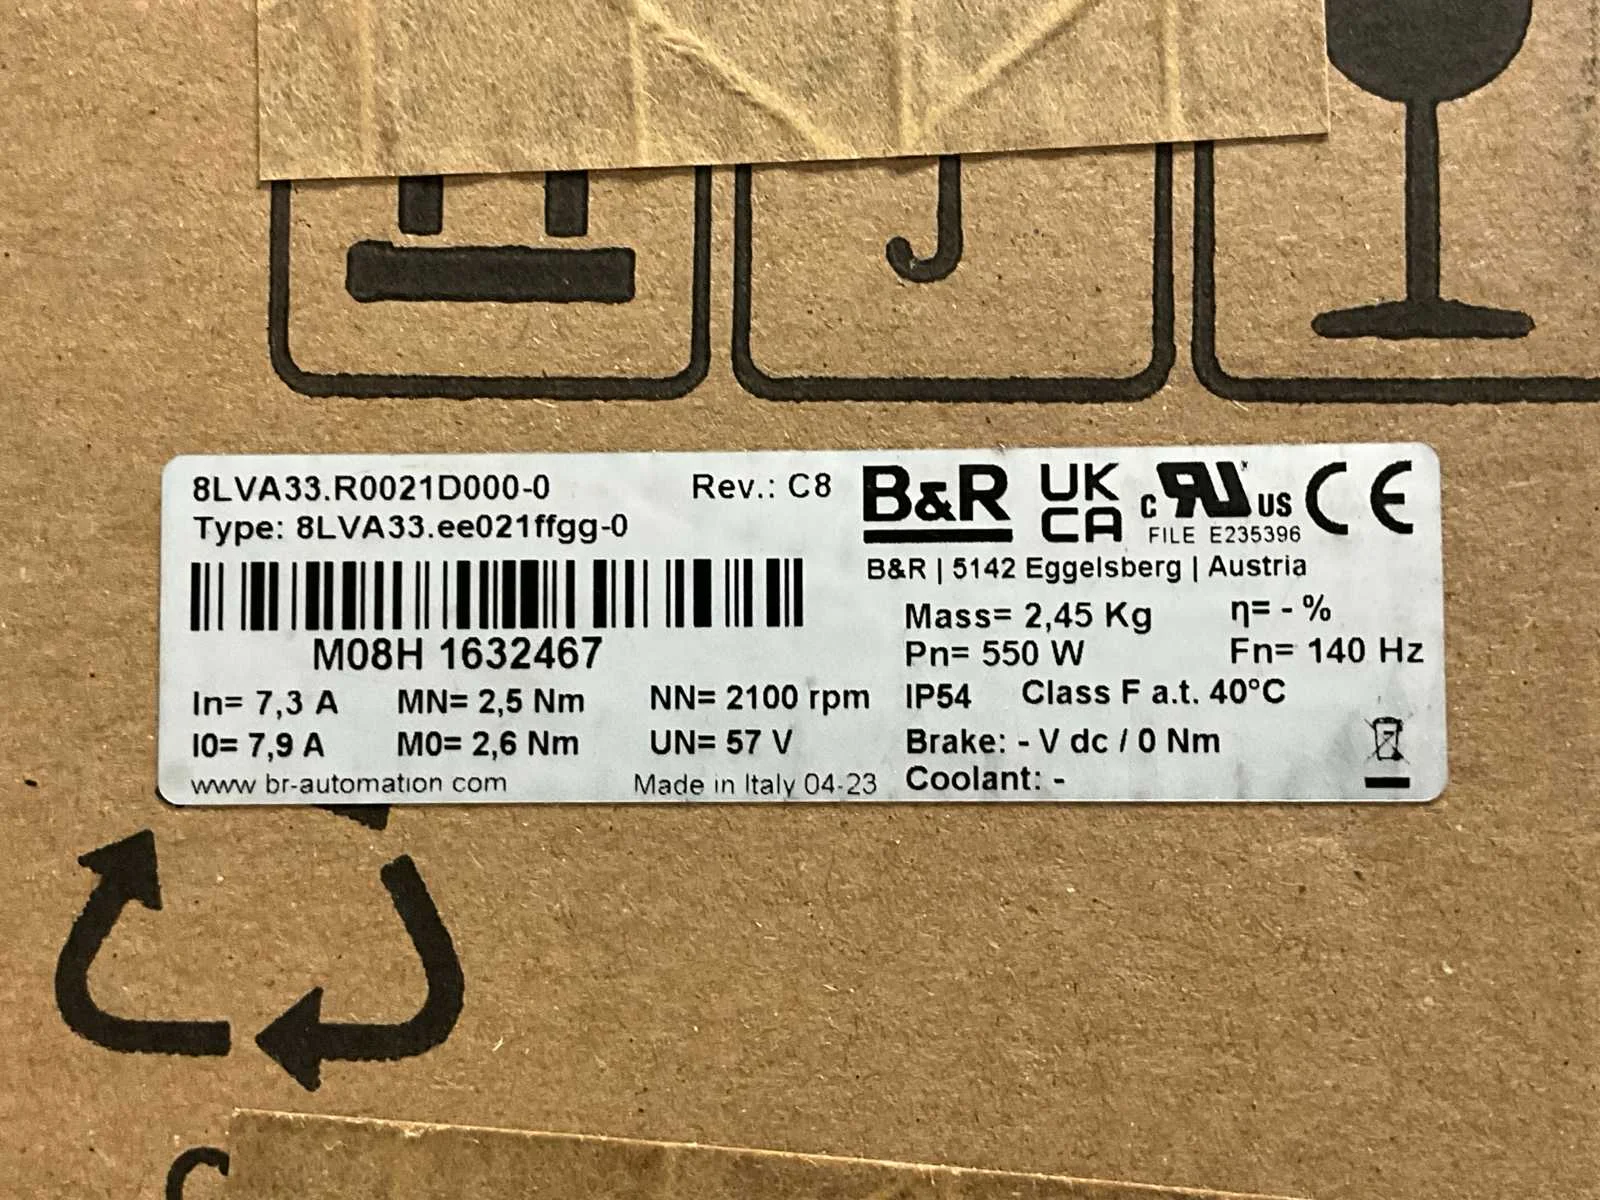 8LVA33.R0021D000-0 Rev.: C8
Type: 8LVA33.ee021ffgg-0
M08H 1632467
In= 7,3 A MN= 2,5 Nm NN= 2100 rpm
I0= 7,9 A M0= 2,6 Nm UN= 57 V
www br-automation com Made in Italy 04-23
B&R UK CA c RU US CE
FILE E235396
B&R | 5142 Eggelsberg | Austria
Mass= 2,45 Kg η= - %
Pn= 550 W Fn= 140 Hz
IP54 Class F a.t. 40°C
Brake: - V dc / 0 Nm
Coolant: -